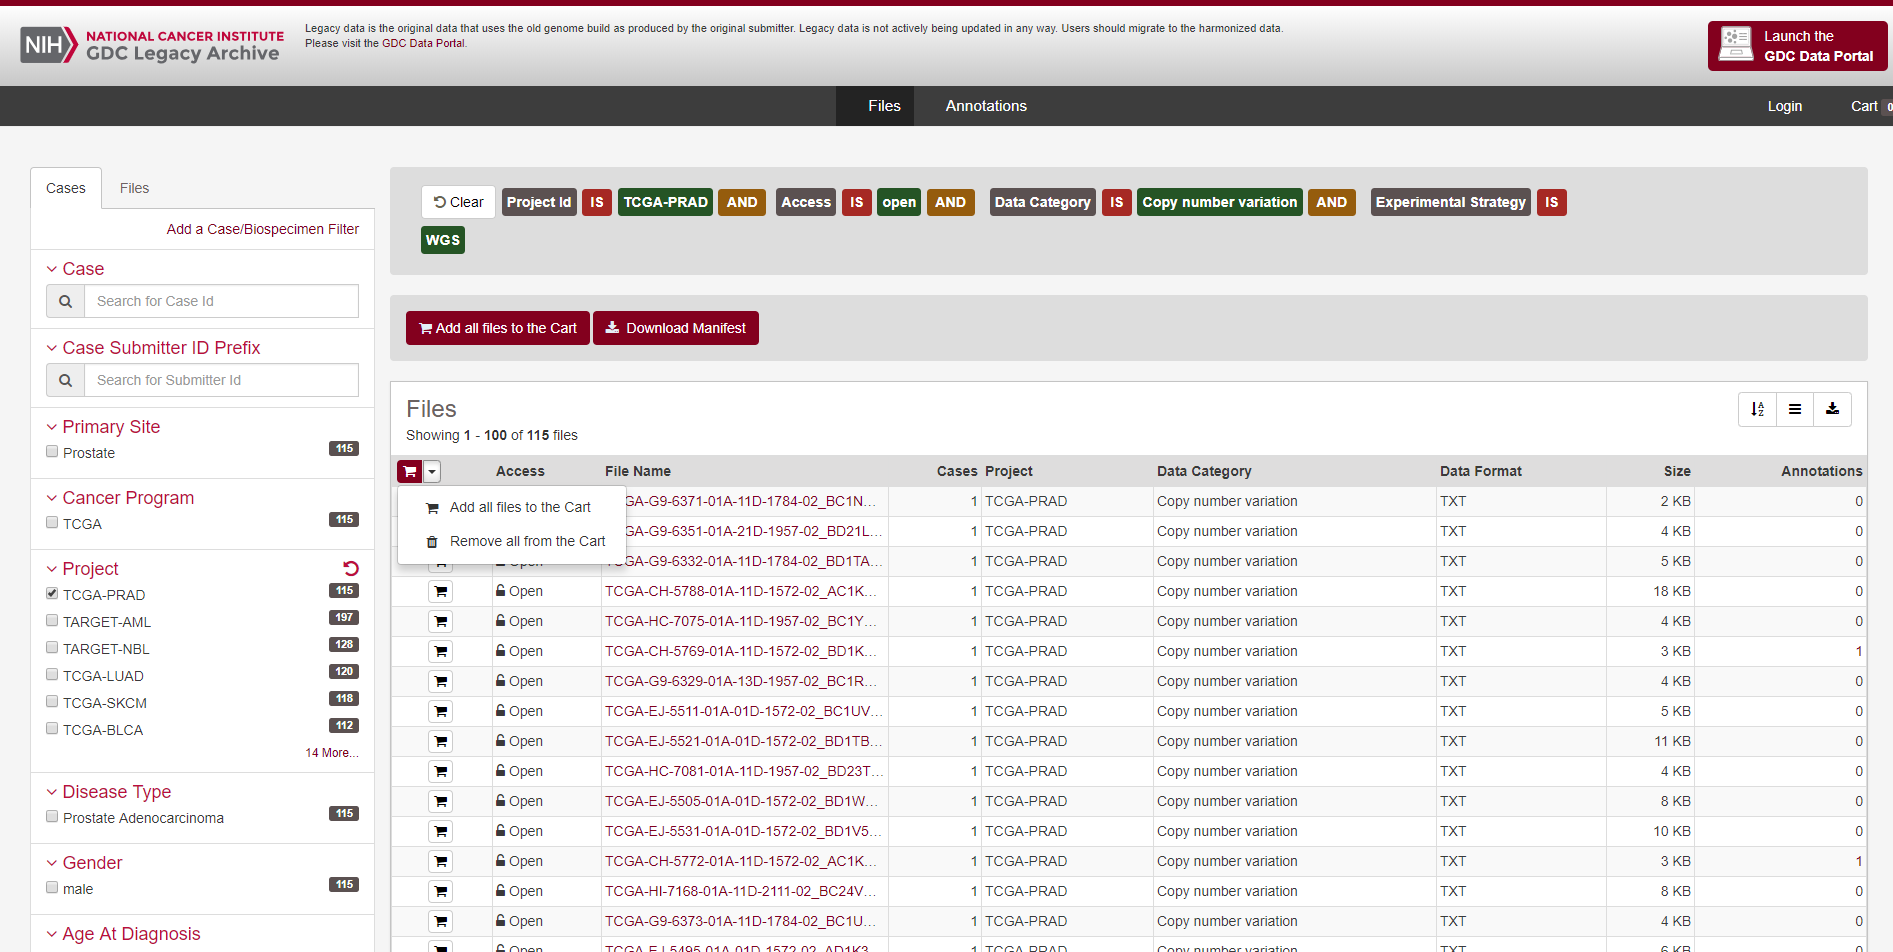 NIH
NATIONAL CANCER INSTITUTE
GDC Legacy Archive
Legacy data is the original data that uses the old genome build as produced by the original submitter. Legacy data is not actively being updated in any way. Users should migrate to the harmonized data.
Please visit the GDC Data Portal.
Launch the
GDC Data Portal
Files Annotations Login Cart 0
Cases Files
Add a Case/Biospecimen Filter
Case
Search for Case Id
Case Submitter ID Prefix
Search for Submitter Id
Primary Site
Prostate 115
Cancer Program
TCGA 115
Project
TCGA-PRAD 115
TARGET-AML 197
TARGET-NBL 128
TCGA-LUAD 120
TCGA-SKCM 118
TCGA-BLCA 112
14 More...
Disease Type
Prostate Adenocarcinoma 115
Gender
male 115
Age At Diagnosis
Clear Project Id IS TCGA-PRAD AND Access IS open AND Data Category IS Copy number variation AND Experimental Strategy IS
WGS
Add all files to the Cart Download Manifest
Files
Showing 1 - 100 of 115 files
Access File Name Cases Project Data Category Data Format Size Annotations
Add all files to the Cart
Remove all from the Cart
GA-G9-6371-01A-11D-1784-02_BC1N... 1 TCGA-PRAD Copy number variation TXT 2 KB 0
GA-G9-6351-01A-21D-1957-02_BD21L... 1 TCGA-PRAD Copy number variation TXT 4 KB 0
Open GA-G9-6332-01A-11D-1784-02_BD1TA... 1 TCGA-PRAD Copy number variation TXT 5 KB 0
Open TCGA-CH-5788-01A-11D-1572-02_AC1K... 1 TCGA-PRAD Copy number variation TXT 18 KB 0
Open TCGA-HC-7075-01A-11D-1957-02_BC1Y... 1 TCGA-PRAD Copy number variation TXT 4 KB 0
Open TCGA-CH-5769-01A-11D-1572-02_BD1K... 1 TCGA-PRAD Copy number variation TXT 3 KB 1
Open TCGA-G9-6329-01A-13D-1957-02_BC1R... 1 TCGA-PRAD Copy number variation TXT 4 KB 0
Open TCGA-EJ-5511-01A-01D-1572-02_BC1UV... 1 TCGA-PRAD Copy number variation TXT 5 KB 0
Open TCGA-EJ-5521-01A-01D-1572-02_BD1TB... 1 TCGA-PRAD Copy number variation TXT 11 KB 0
Open TCGA-HC-7081-01A-11D-1957-02_BD23T... 1 TCGA-PRAD Copy number variation TXT 4 KB 0
Open TCGA-EJ-5505-01A-01D-1572-02_BD1W... 1 TCGA-PRAD Copy number variation TXT 8 KB 0
Open TCGA-EJ-5531-01A-01D-1572-02_BD1V5... 1 TCGA-PRAD Copy number variation TXT 10 KB 0
Open TCGA-CH-5772-01A-11D-1572-02_AC1K... 1 TCGA-PRAD Copy number variation TXT 3 KB 1
Open TCGA-HI-7168-01A-11D-2111-02_BC24V... 1 TCGA-PRAD Copy number variation TXT 8 KB 0
Open TCGA-G9-6373-01A-11D-1784-02_BC1U... 1 TCGA-PRAD Copy number variation TXT 4 KB 0
Open TCGA-EJ-5495-01A-01D-1572-02_AD1K3... 1 TCGA-PRAD Copy number variation TXT 6 KB 0